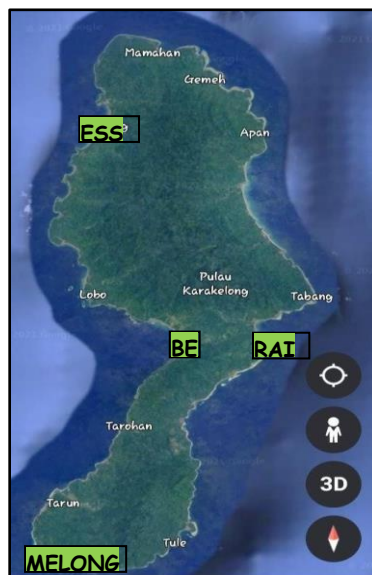 Mamahan
Gemeh
ESS
Apan
Pulau
Karakelong
Lobo
Tabang
BE
RAI
Tarohan
3D
Tarun
Tule
MELONG